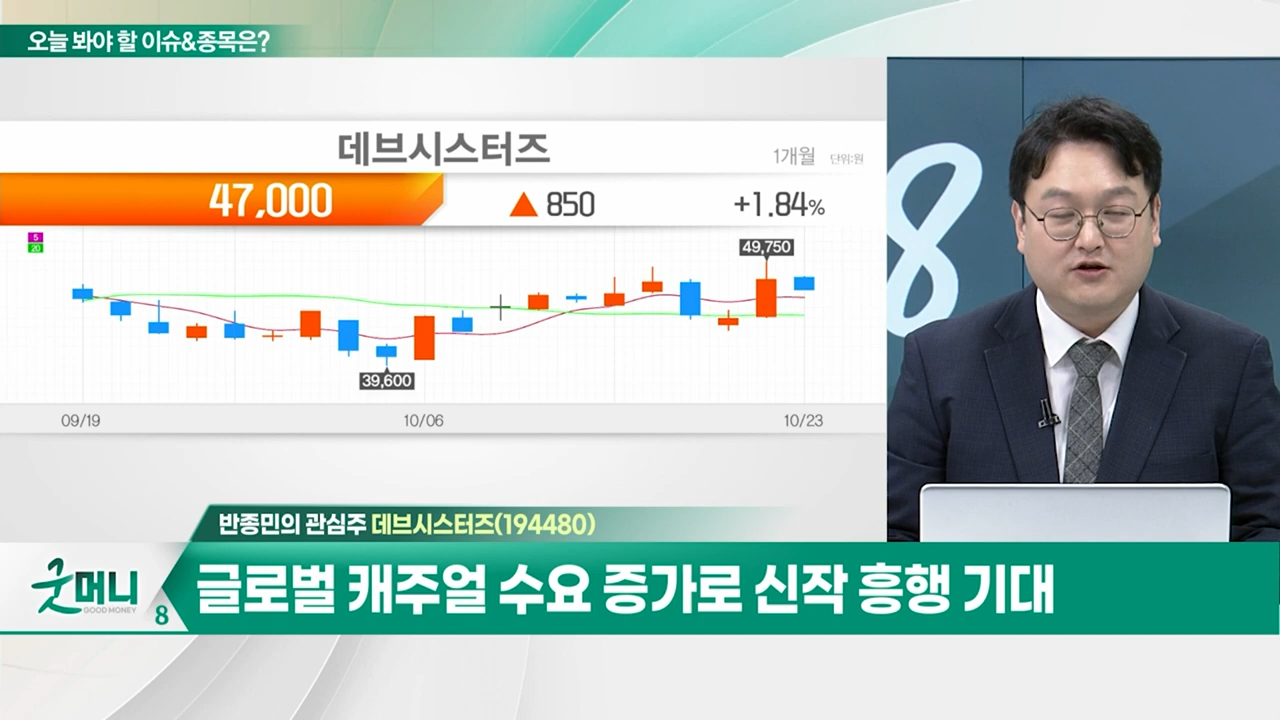 오늘 봐야 할 이슈&종목은?
데브시스터즈
1개월 단위:원
47,000 ▲ 850 +1.84%
5
20
49,750
39,600
09/19 10/06 10/23
8
반종민의 관심주 데브시스터즈(194480)
글로벌 캐주얼 수요 증가로 신작 흥행 기대
굿머니
GOOD MONEY
8